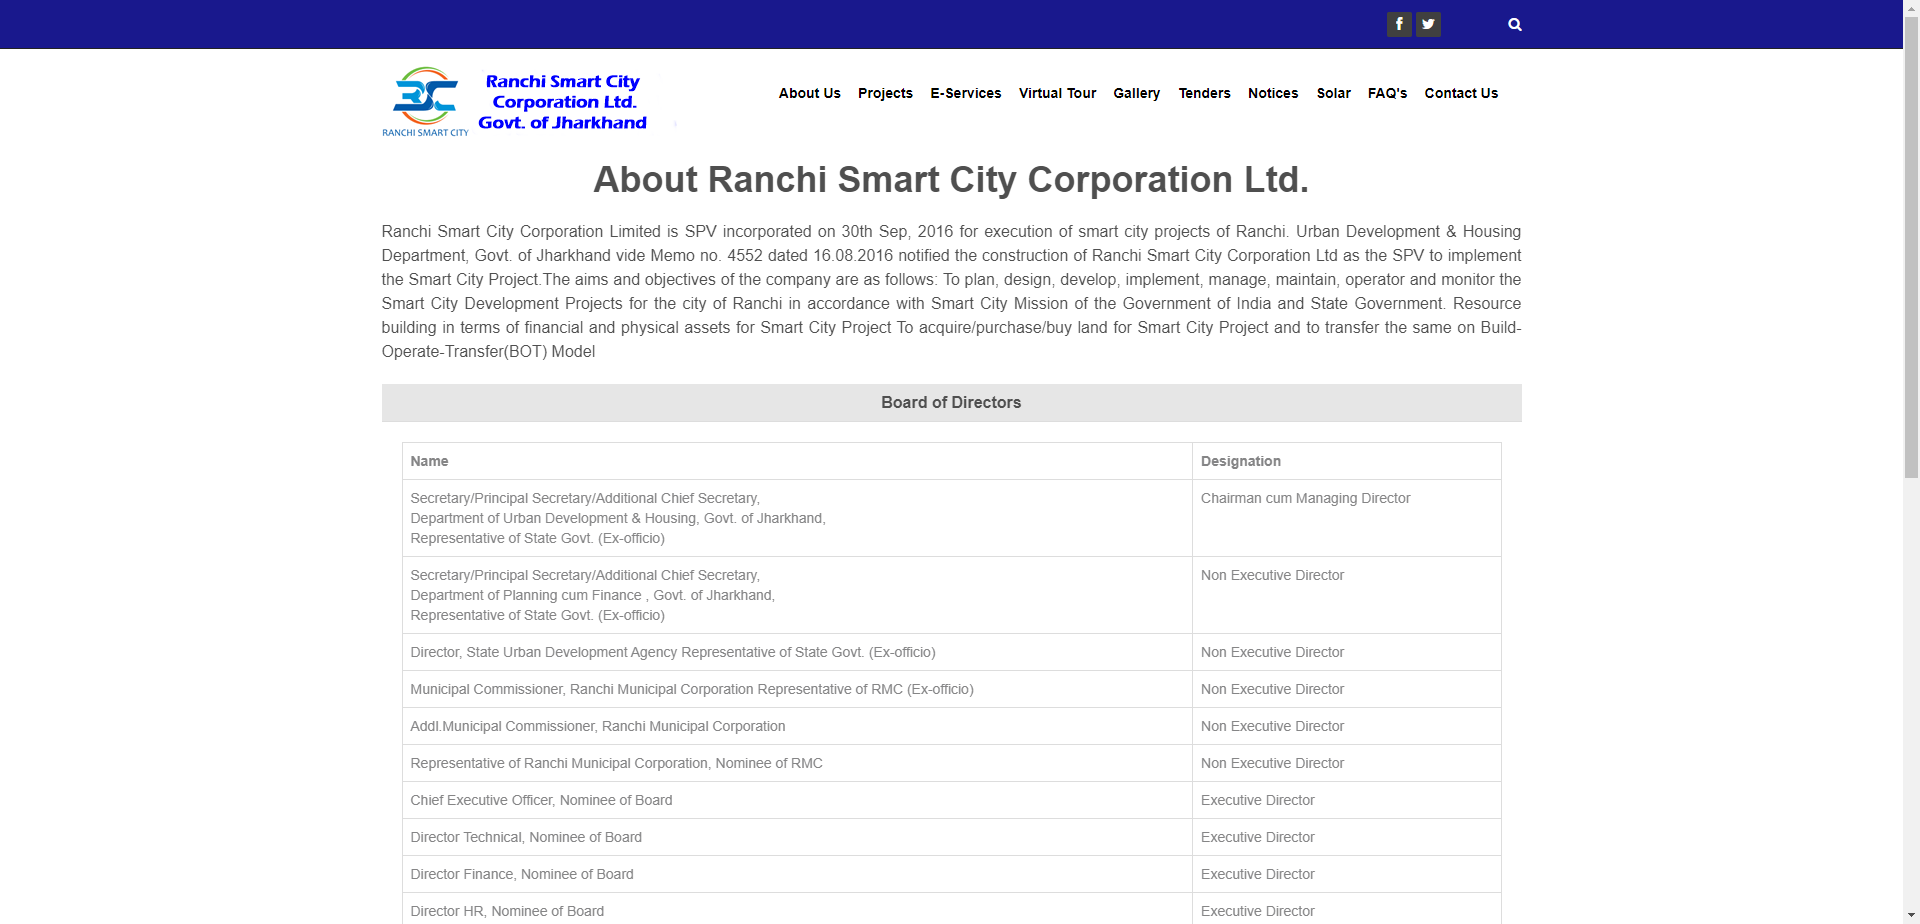 RANCHI SMART CITY
Ranchi Smart City
Corporation Ltd.
Govt. of Jharkhand
About Us Projects E-Services Virtual Tour Gallery Tenders Notices Solar FAQ's Contact Us
About Ranchi Smart City Corporation Ltd.
Ranchi Smart City Corporation Limited is SPV incorporated on 30th Sep, 2016 for execution of smart city projects of Ranchi. Urban Development & Housing
Department, Govt. of Jharkhand vide Memo no. 4552 dated 16.08.2016 notified the construction of Ranchi Smart City Corporation Ltd as the SPV to implement
the Smart City Project.The aims and objectives of the company are as follows: To plan, design, develop, implement, manage, maintain, operator and monitor the
Smart City Development Projects for the city of Ranchi in accordance with Smart City Mission of the Government of India and State Government. Resource
building in terms of financial and physical assets for Smart City Project To acquire/purchase/buy land for Smart City Project and to transfer the same on Build-
Operate-Transfer(BOT) Model
Board of Directors
Name Designation
Secretary/Principal Secretary/Additional Chief Secretary, Chairman cum Managing Director
Department of Urban Development & Housing, Govt. of Jharkhand,
Representative of State Govt. (Ex-officio)
Secretary/Principal Secretary/Additional Chief Secretary, Non Executive Director
Department of Planning cum Finance , Govt. of Jharkhand,
Representative of State Govt. (Ex-officio)
Director, State Urban Development Agency Representative of State Govt. (Ex-officio) Non Executive Director
Municipal Commissioner, Ranchi Municipal Corporation Representative of RMC (Ex-officio) Non Executive Director
Addl.Municipal Commissioner, Ranchi Municipal Corporation Non Executive Director
Representative of Ranchi Municipal Corporation, Nominee of RMC Non Executive Director
Chief Executive Officer, Nominee of Board Executive Director
Director Technical, Nominee of Board Executive Director
Director Finance, Nominee of Board Executive Director
Director HR, Nominee of Board Executive Director